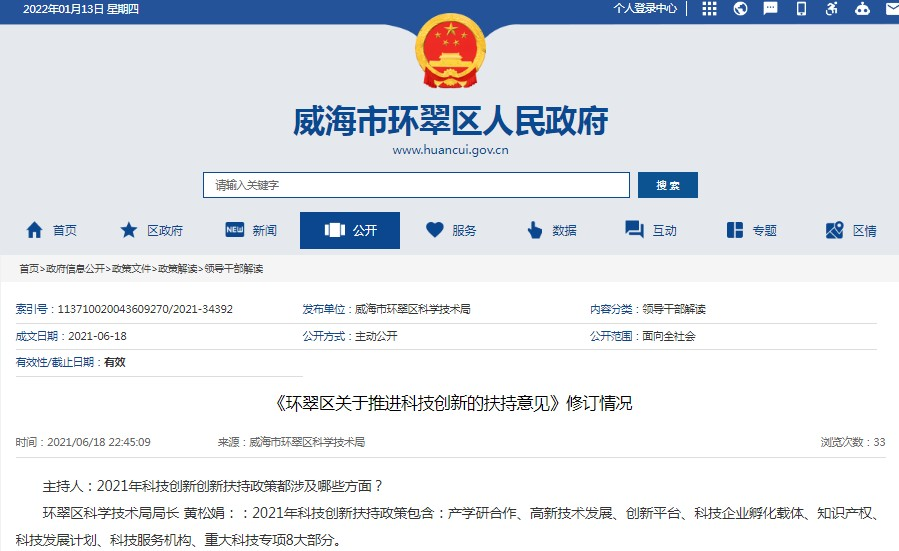 2022年01月13日 星期四
个人登录中心
威海市环翠区人民政府
www.huancui.gov.cn
请输入关键字
搜 索
首页
区政府
NEW 新闻
公开
服务
数据
互动
专题
区情
首页>政府信息公开>政策文件>政策解读>领导干部解读
索引号：113710020043609270/2021-34392
发布单位：威海市环翠区科学技术局
内容分类：领导干部解读
成文日期：2021-06-18
公开方式：主动公开
公开范围：面向全社会
有效性/截止日期：有效
《环翠区关于推进科技创新的扶持意见》修订情况
时间：2021/06/18 22:45:09
来源：威海市环翠区科学技术局
浏览次数：33
主持人：2021年科技创新创新扶持政策都涉及哪些方面？
环翠区科学技术局局长 黄松娟：：2021年科技创新扶持政策包含：产学研合作、高新技术发展、创新平台、科技企业孵化载体、知识产权、
科技发展计划、科技服务机构、重大科技专项8大部分。